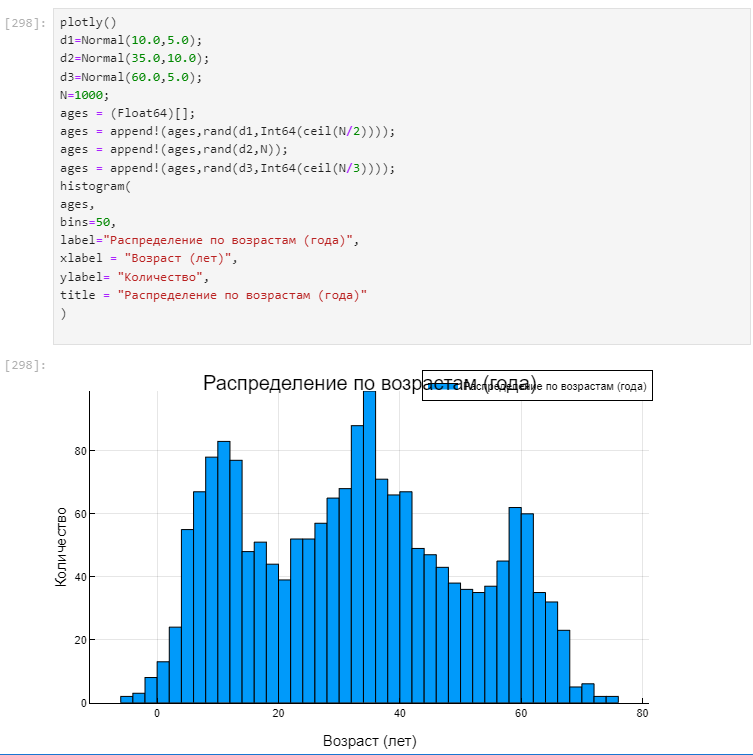 [298]:
plotly()
d1=Normal(10.0,5.0);
d2=Normal(35.0,10.0);
d3=Normal(60.0,5.0);
N=1000;
ages = (Float64)[];
ages = append!(ages,rand(d1,Int64(ceil(N/2))));
ages = append!(ages,rand(d2,N));
ages = append!(ages,rand(d3,Int64(ceil(N/3))));
histogram(
ages,
bins=50,
label="Распределение по возрастам (года)",
xlabel = "Возраст (лет)",
ylabel= "Количество",
title = "Распределение по возрастам (года)"
)
[298]:
Распределение по возрастам (года)
Распределение по возрастам (года)
Количество
80
60
40
20
0
0 20 40 60 80
Возраст (лет)